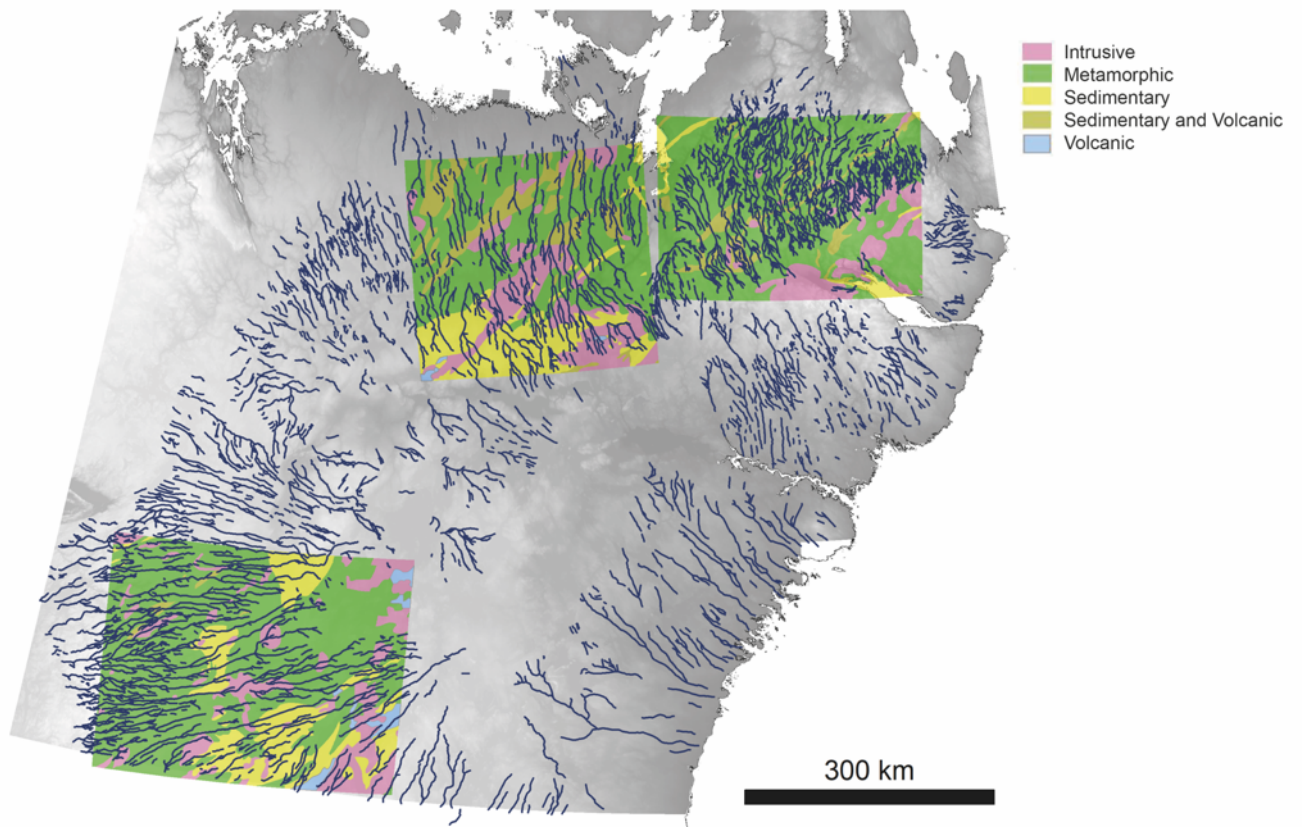 Intrusive
Metamorphic
Sedimentary
Sedimentary and Volcanic
Volcanic
300 km